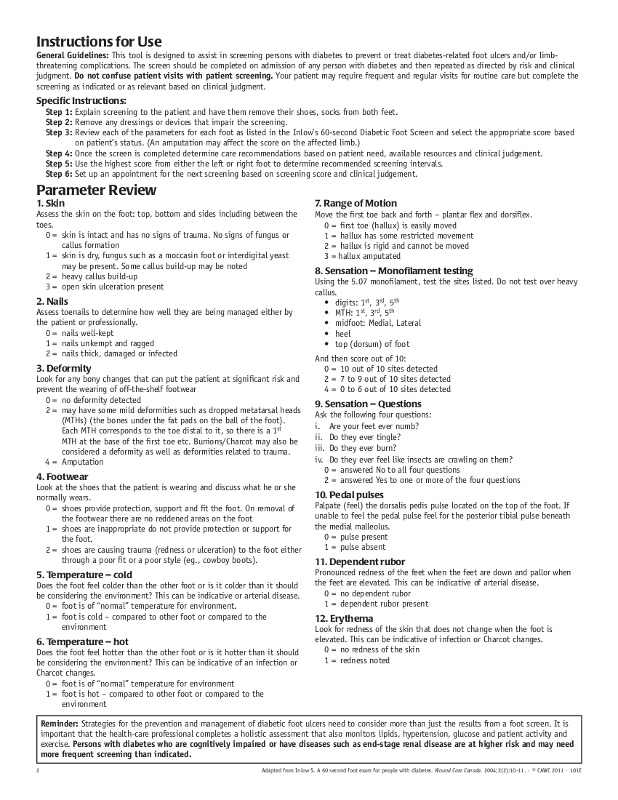 Instructions for Use
General Guidelines: This tool is designed to assist in screening persons with diabetes to prevent or treat diabetes-related foot ulcers and/or limb-
threatening complications. The screen should be completed on admission of any person with diabetes and then repeated as directed by risk and clinical
judgment. Do not confuse patient visits with patient screening. Your patient may require frequent and regular visits for routine care but complete the
screening as indicated or as relevant based on clinical judgment.
Specific Instructions:
Step 1: Explain screening to the patient and have them remove their shoes, socks from both feet.
Step 2: Remove any dressings or devices that impair the screening.
Step 3: Review each of the parameters for each foot as listed in the Inlow's 60-second Diabetic Foot Screen and select the appropriate score based
on patient's status. (An amputation may affect the score on the affected limb.)
Step 4: Once the screen is completed determine care recommendations based on patient need, available resources and clinical judgment.
Step 5: Use the highest score from either the left or right foot to determine recommended screening intervals.
Step 6: Set up an appointment for the next screening based on screening score and clinical judgement.
Parameter Review
1. Skin
Assess the skin on the foot: top, bottom and sides including between the
toes.
0 = skin is intact and has no signs of trauma. No signs of fungus or
callus formation
1 = skin is dry, fungus such as a moccasin foot or interdigital yeast
may be present. Some callus build-up may be noted
2 = heavy callus build-up
3 = open skin ulceration present
2. Nails
Assess toenails to determine how well they are being managed either by
the patient or professionally.
0 = nails well-kept
1 = nails unkempt and ragged
2 = nails thick, damaged or infected
3. Deformity
Look for any bony changes that can put the patient at significant risk and
prevent the wearing of off-the-shelf footwear
0 = no deformity detected
2 = may have some mild deformities such as dropped metatarsal heads
(MTHs) (the bones under the fat pads on the ball of the foot).
Each MTH corresponds to the toe distal to it, so there is a 1st
MTH at the base of the first toe etc. Bunions/Charcot may also be
considered a deformity as well as deformities related to trauma.
4 = Amputation
4. Footwear
Look at the shoes that the patient is wearing and discuss what he or she
normally wears.
0 = shoes provide protection, support and fit the foot. On removal of
the footwear there are no reddened areas on the foot
1 = shoes are inappropriate do not provide protection or support for
the foot.
2 = shoes are causing trauma (redness or ulceration) to the foot either
through a poor fit or a poor style (eg., cowboy boots).
5. Temperature – cold
Does the foot feel colder than the other foot or is it colder than it should
be considering the environment? This can be indicative or arterial disease.
0 = foot is of "normal" temperature for environment.
1 = foot is cold – compared to other foot or compared to the
environment
6. Temperature – hot
Does the foot feel hotter than the other foot or is it hotter than it should
be considering the environment? This can be indicative of an infection or
Charcot changes.
0 = foot is of "normal" temperature for environment
1 = foot is hot – compared to other foot or compared to the
environment
7. Range of Motion
Move the first toe back and forth – plantar flex and dorsiflex.
0 = first toe (hallux) is easily moved
1 = hallux has some restricted movement
2 = hallux is rigid and cannot be moved
3 = hallux amputated
8. Sensation – Monofilament testing
Using the 5.07 monofilament, test the sites listed. Do not test over heavy
callus.
• digits: 1st, 3rd, 5th
• MTH: 1st, 3rd, 5th
• midfoot: Medial, Lateral
• heel
• top (dorsum) of foot
And then score out of 10:
0 = 10 out of 10 sites detected
2 = 7 to 9 out of 10 sites detected
4 = 0 to 6 out of 10 sites detected
9. Sensation – Questions
Ask the following four questions:
i. Are your feet ever numb?
ii. Do they ever tingle?
iii. Do they ever burn?
iv. Do they ever feel like insects are crawling on them?
0 = answered No to all four questions
2 = answered Yes to one or more of the four questions
10. Pedal pulses
Palpate (feel) the dorsalis pedis pulse located on the top of the foot. If
unable to feel the pedal pulse feel for the posterior tibial pulse beneath
the medial malleolus.
0 = pulse present
1 = pulse absent
11. Dependent rubor
Pronounced redness of the feet when the feet are down and pallor when
the feet are elevated. This can be indicative of arterial disease.
0 = no dependent rubor
1 = dependent rubor present
12. Erythema
Look for redness of the skin that does not change when the foot is
elevated. This can be indicative of infection or Charcot changes.
0 = no redness of the skin
1 = redness noted
Reminder: Strategies for the prevention and management of diabetic foot ulcers need to consider more than just the results from a foot screen. It is
important that the health-care professional completes a holistic assessment that also monitors lipids, hypertension, glucose and patient activity and
exercise. Persons with diabetes who are cognitively impaired or have diseases such as end-stage renal disease are at higher risk and may need
more frequent screening than indicated.
2 Adapted from Inlow S. A 60 second foot exam for people with diabetes. Wound Care Canada. 2004;2(2):10–11. · © CAWC 2011 · 101E